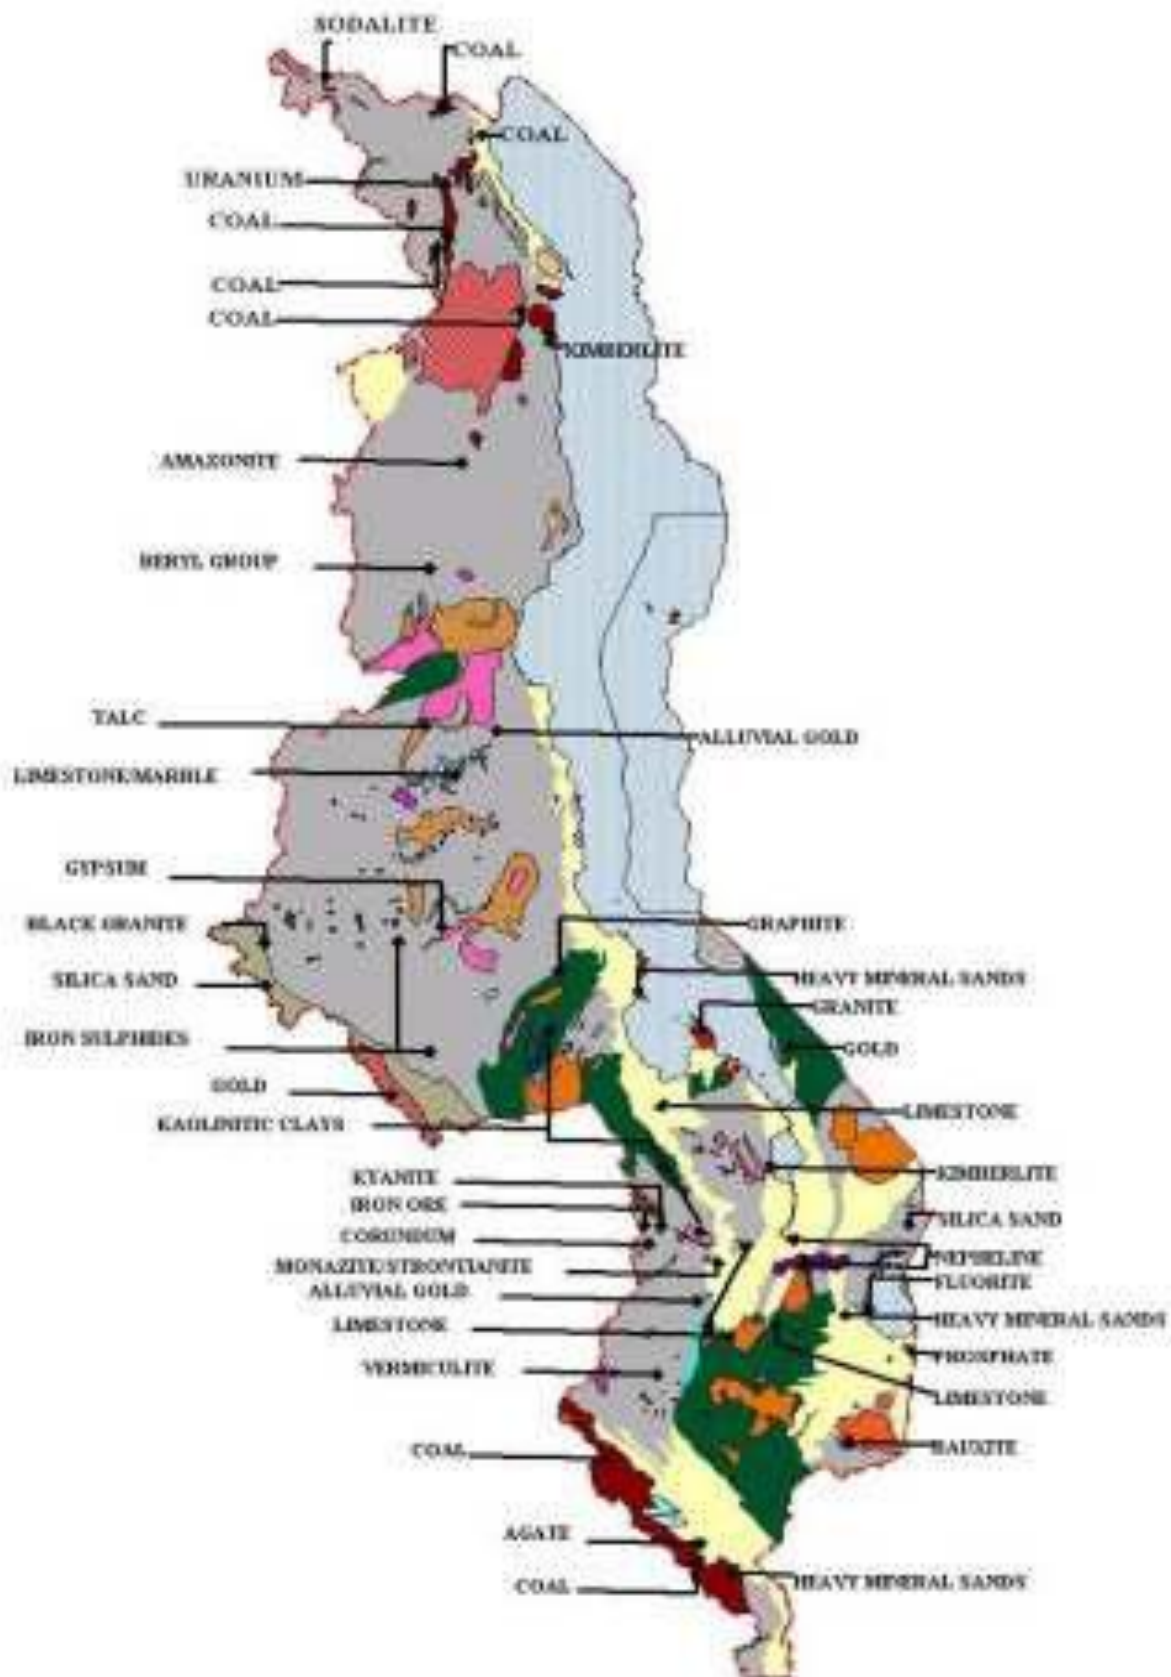 SODALITE
COAL
COAL
URANIUM
COAL
COAL
COAL
KIMBERLITE
AMAZONITE
BERYL GROUP
TALC
ALLUVIAL GOLD
LIMESTONE/MARBLE
GYPSUM
BLACK GRANITE
GRAPHITE
SILICA SAND
HEAVY MINERAL SANDS
GRANITE
IRON SULPHIDES
GOLD
GOLD
LIMESTONE
KAOLINITIC CLAYS
KYANITE
KIMBERLITE
IRON ORE
SILICA SAND
CORUNDUM
NEPHELINE
MONAZITE/STRONTIANITE
FLUORITE
ALLUVIAL GOLD
HEAVY MINERAL SANDS
LIMESTONE
PHOSPHATE
VERMICULITE
LIMESTONE
COAL
BAUXITE
AGATE
COAL
HEAVY MINERAL SANDS